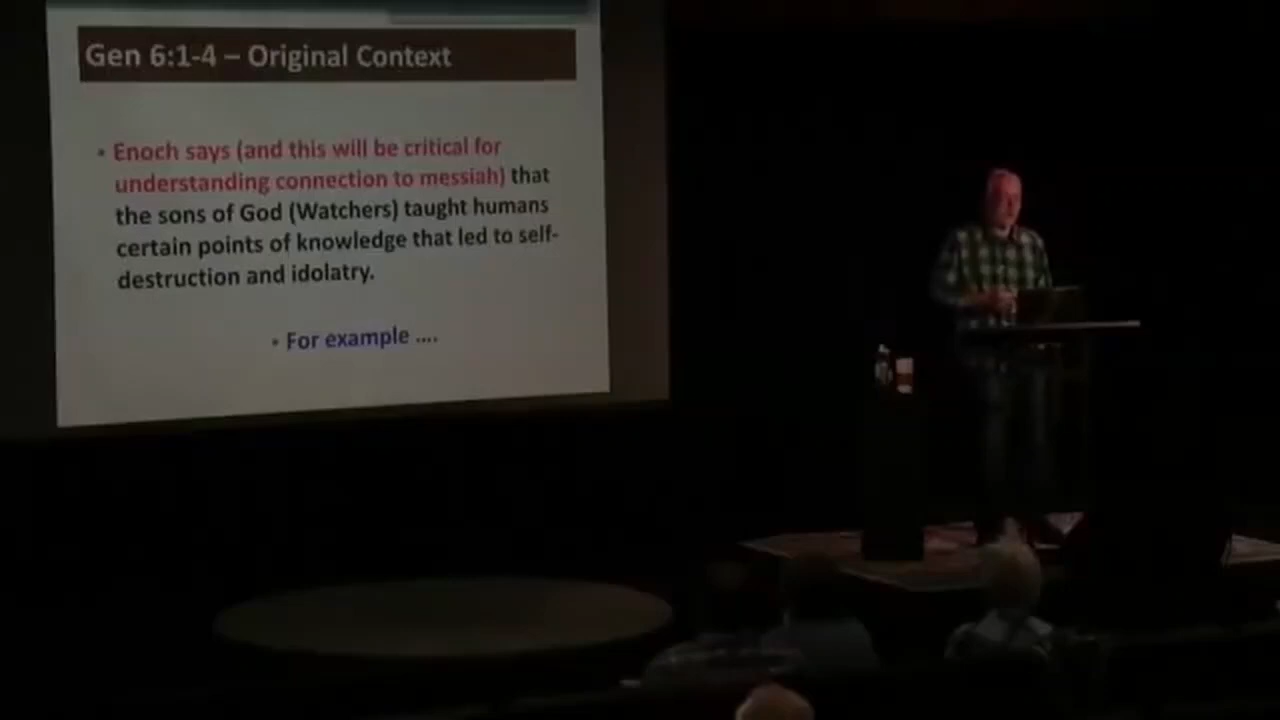 Gen 6:1-4 – Original Context
• Enoch says (and this will be critical for
understanding connection to messiah) that
the sons of God (Watchers) taught humans
certain points of knowledge that led to self-
destruction and idolatry.
• For example ....